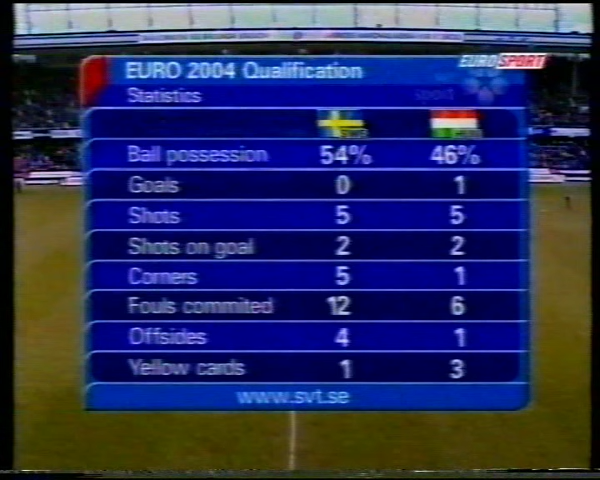 EUROSPORT
EURO 2004 Qualification
Statistics
sport
SWE HUN
Ball possession 54% 46%
Goals 0 1
Shots 5 5
Shots on goal 2 2
Corners 5 1
Fouls commited 12 6
Offsides 4 1
Yellow cards 1 3
www.svt.se